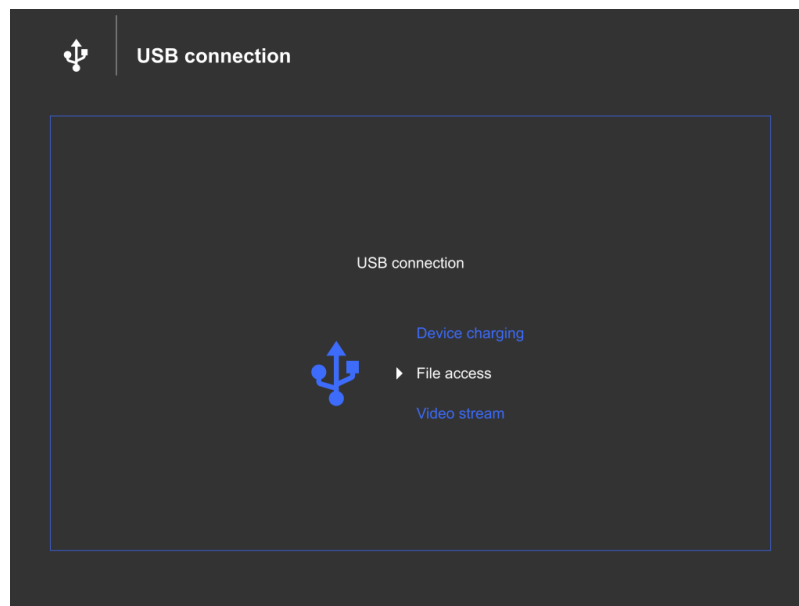 USB connection
USB connection
Device charging
File access
Video stream